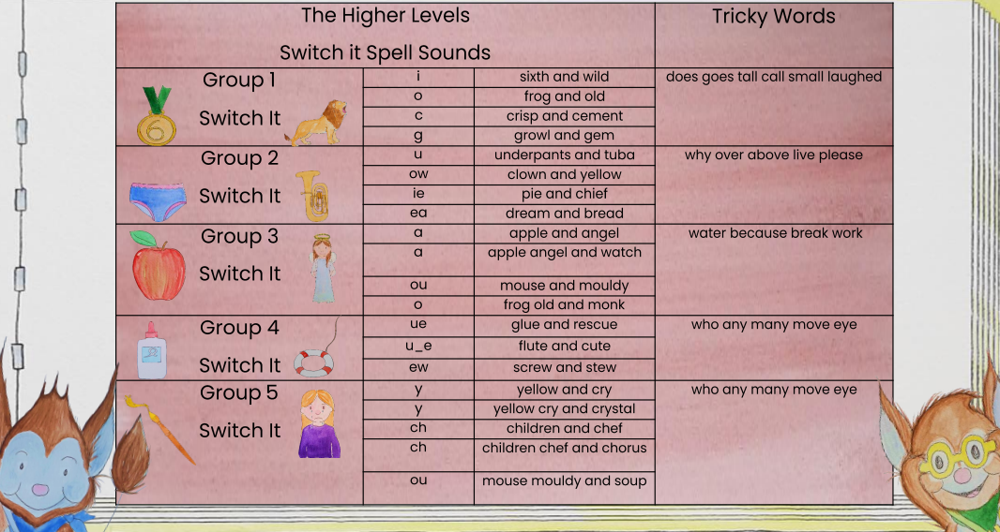 The Higher Levels
Switch it Spell Sounds
Tricky Words
Group 1
Switch It
6
i sixth and wild
o frog and old
c crisp and cement
g growl and gem
does goes tall call small laughed
Group 2
Switch It
u underpants and tuba
ow clown and yellow
ie pie and chief
ea dream and bread
why over above live please
Group 3
Switch It
a apple and angel
a apple angel and watch
ou mouse and mouldy
o frog old and monk
water because break work
Group 4
Switch It
ue glue and rescue
u_e flute and cute
ew screw and stew
who any many move eye
Group 5
Switch It
y yellow and cry
y yellow cry and crystal
ch children and chef
ch children chef and chorus
ou mouse mouldy and soup
who any many move eye